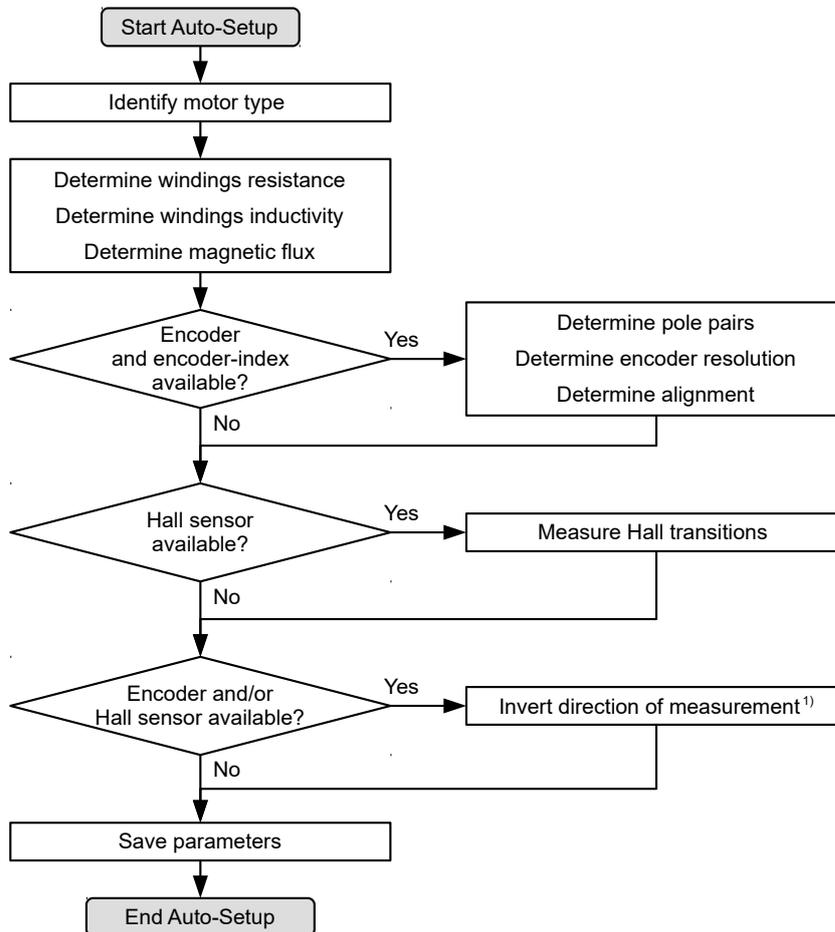 Start Auto-Setup
Identify motor type
Determine windings resistance
Determine windings inductivity
Determine magnetic flux
Encoder
and encoder-index
available?
Yes
Determine pole pairs
Determine encoder resolution
Determine alignment
No
Hall sensor
available?
Yes
Measure Hall transitions
No
Encoder and/or
Hall sensor available?
Yes
Invert direction of measurement 1)
No
Save parameters
End Auto-Setup